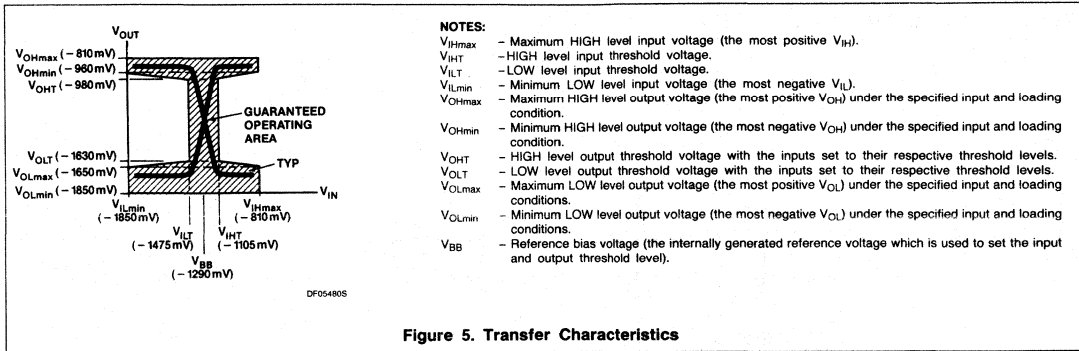 VOUT
VOHmax (−810mV)
VOHmin (−960mV)
VOHT (−980mV)
GUARANTEED
OPERATING
AREA
VOLT (−1630mV)
VOLmax (−1650mV)
VOLmin (−1850mV)
TYP
VIN
VILmin
(−1850mV)
VIHmax
(−810mV)
VILT
(−1475mV)
VIHT
(−1105mV)
VBB
(−1290mV)
DF05480S
NOTES:
VIHmax – Maximum HIGH level input voltage (the most positive VIH).
VIHT – HIGH level input threshold voltage.
VILT – LOW level input threshold voltage.
VILmin – Minimum LOW level input voltage (the most negative VIL).
VOHmax – Maximum HIGH level output voltage (the most positive VOH) under the specified input and loading
condition.
VOHmin – Minimum HIGH level output voltage (the most negative VOH) under the specified input and loading
condition.
VOHT – HIGH level output threshold voltage with the inputs set to their respective threshold levels.
VOLT – LOW level output threshold voltage with the inputs set to their respective threshold levels.
VOLmax – Maximum LOW level output voltage (the most positive VOL) under the specified input and loading
conditions.
VOLmin – Minimum LOW level output voltage (the most negative VOL) under the specified input and loading
conditions.
VBB – Reference bias voltage (the internally generated reference voltage which is used to set the input
and output threshold level).
Figure 5. Transfer Characteristics